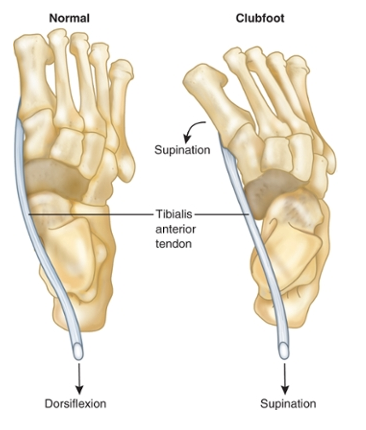 Normal
Clubfoot
Supination
Tibialis
anterior
tendon
Dorsiflexion
Supination